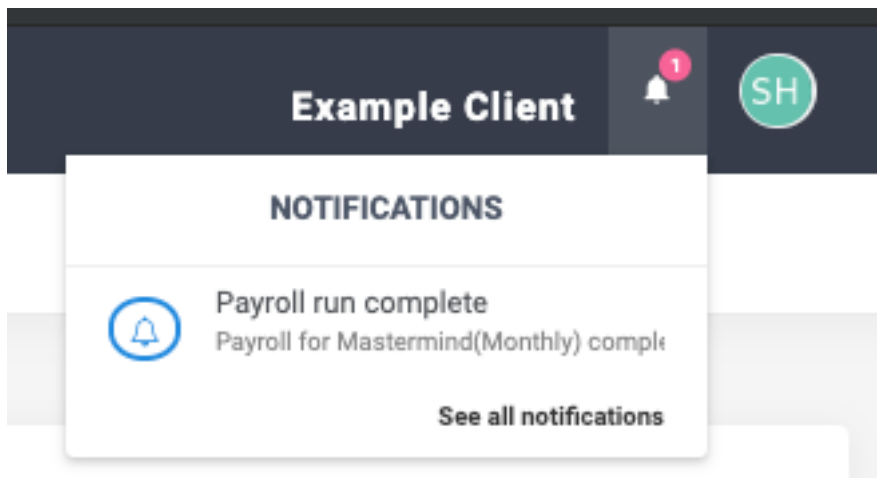 Example Client
1
SH
NOTIFICATIONS
Payroll run complete
Payroll for Mastermind(Monthly) comple
See all notifications